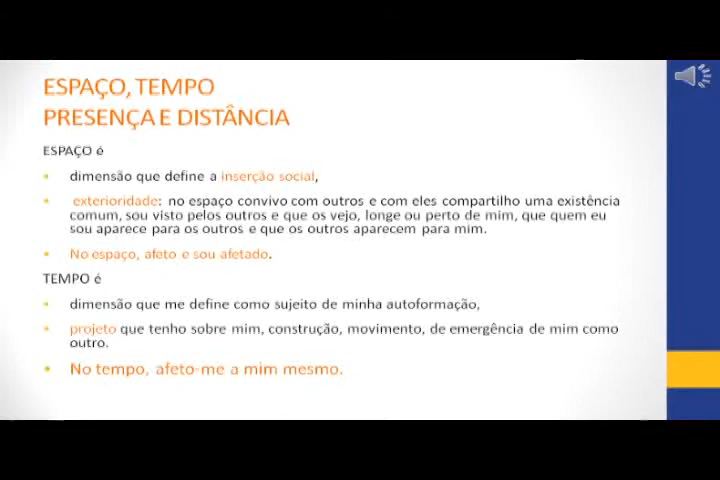 ESPAÇO, TEMPO
PRESENÇA E DISTÂNCIA
ESPAÇO é
dimensão que define a inserção social,
exterioridade: no espaço convivo com outros e com eles compartilho uma existência
comum, sou visto pelos outros e que os vejo, longe ou perto de mim, que quem eu
sou aparece para os outros e que os outros aparecem para mim.
No espaço, afeto e sou afetado.
TEMPO é
dimensão que me define como sujeito de minha autoformação,
projeto que tenho sobre mim, construção, movimento, de emergência de mim como
outro.
No tempo, afeto-me a mim mesmo.